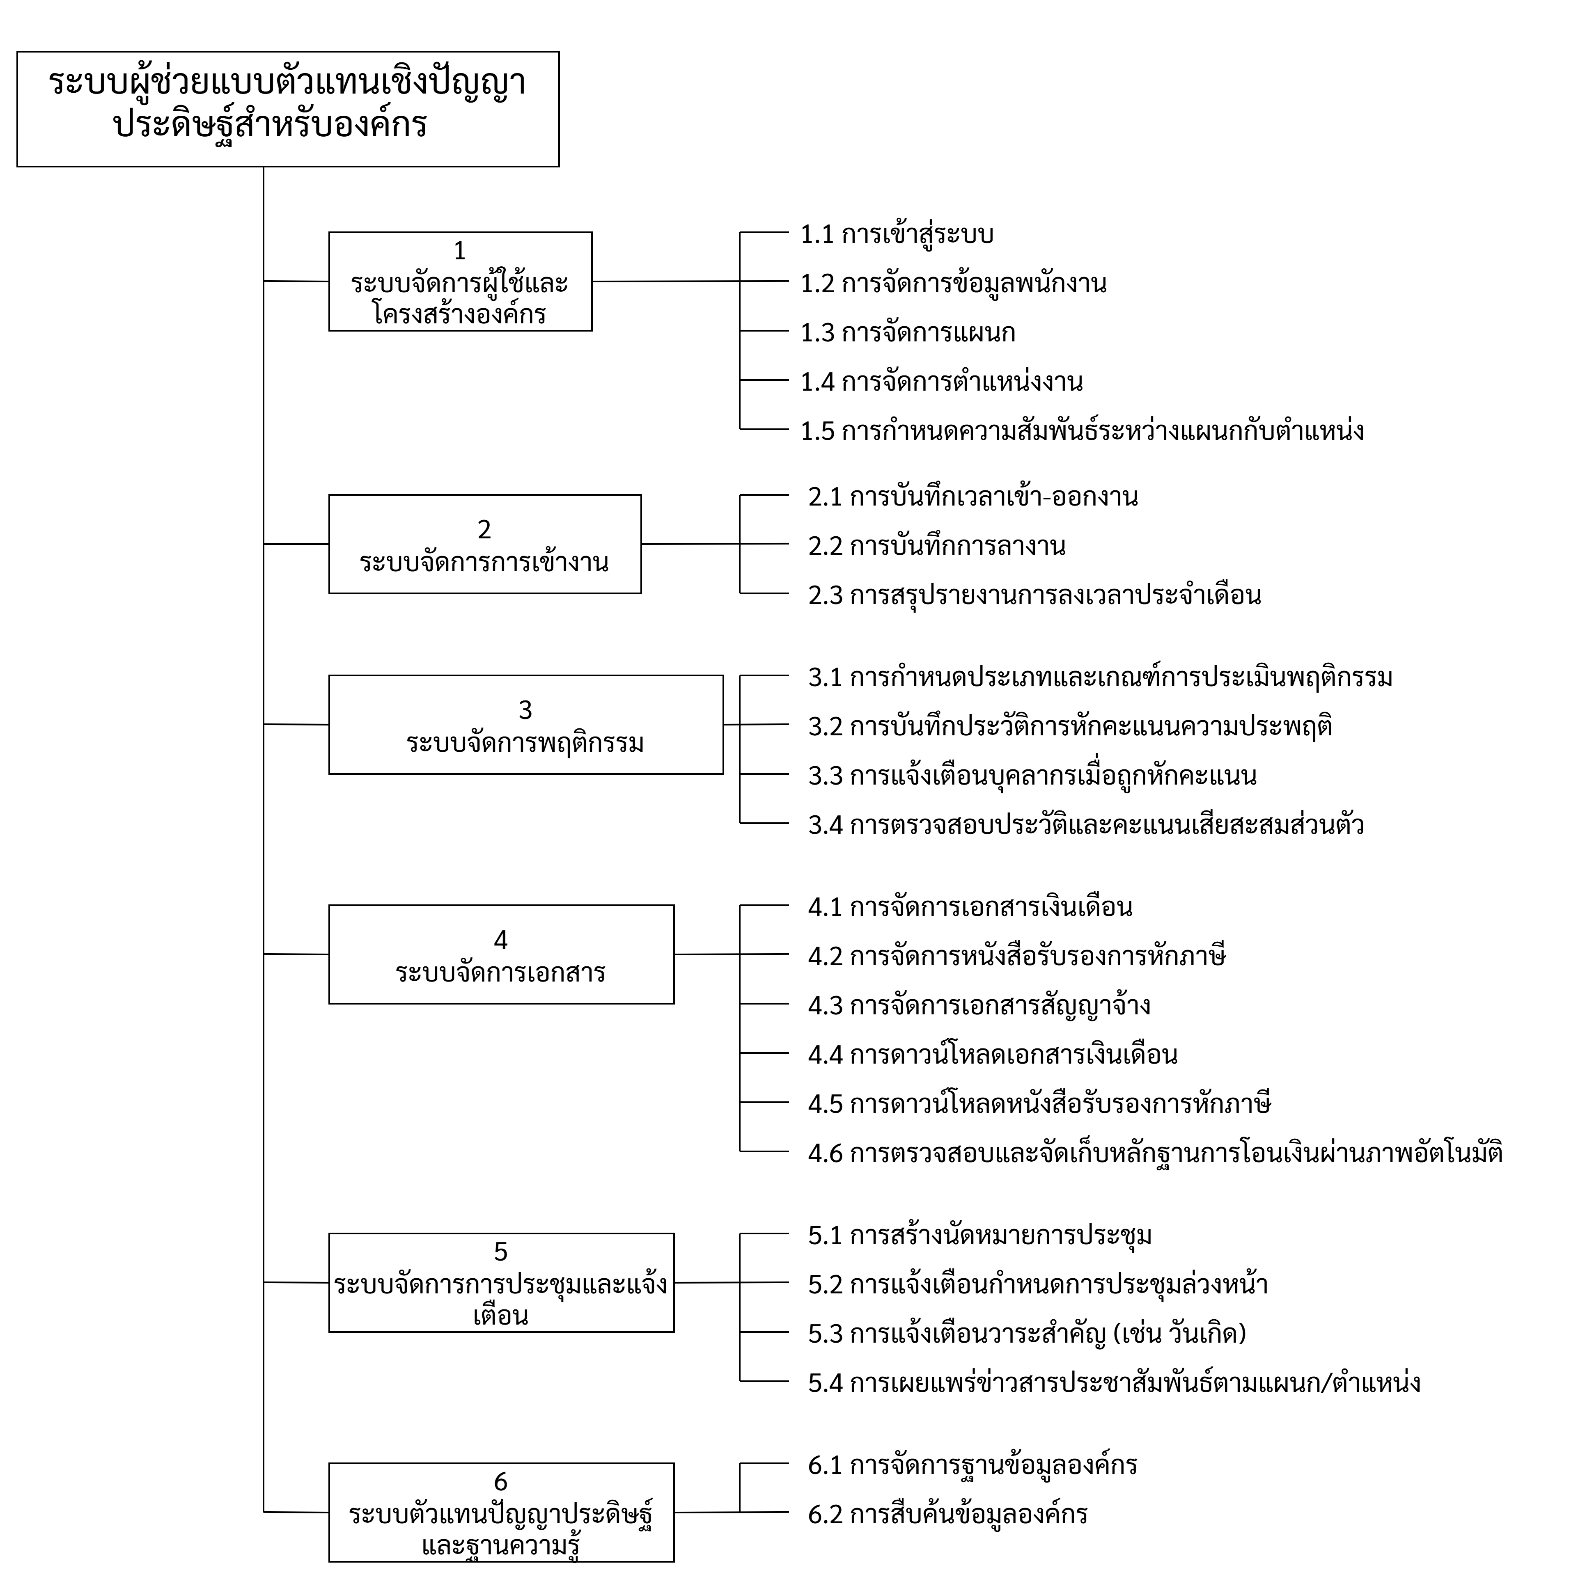 ระบบผู้ช่วยแบบตัวแทนเชิงปัญญา
ประดิษฐ์สำหรับองค์กร
1
ระบบจัดการผู้ใช้และ
โครงสร้างองค์กร
1.1 การเข้าสู่ระบบ
1.2 การจัดการข้อมูลพนักงาน
1.3 การจัดการแผนก
1.4 การจัดการตำแหน่งงาน
1.5 การกำหนดความสัมพันธ์ระหว่างแผนกกับตำแหน่ง
2
ระบบจัดการการเข้างาน
2.1 การบันทึกเวลาเข้า-ออกงาน
2.2 การบันทึกการลางาน
2.3 การสรุปรายงานการลงเวลาประจำเดือน
3
ระบบจัดการพฤติกรรม
3.1 การกำหนดประเภทและเกณฑ์การประเมินพฤติกรรม
3.2 การบันทึกประวัติการหักคะแนนความประพฤติ
3.3 การแจ้งเตือนบุคลากรเมื่อถูกหักคะแนน
3.4 การตรวจสอบประวัติและคะแนนเสียสะสมส่วนตัว
4
ระบบจัดการเอกสาร
4.1 การจัดการเอกสารเงินเดือน
4.2 การจัดการหนังสือรับรองการหักภาษี
4.3 การจัดการเอกสารสัญญาจ้าง
4.4 การดาวน์โหลดเอกสารเงินเดือน
4.5 การดาวน์โหลดหนังสือรับรองการหักภาษี
4.6 การตรวจสอบและจัดเก็บหลักฐานการโอนเงินผ่านภาพอัตโนมัติ
5
ระบบจัดการการประชุมและแจ้ง
เตือน
5.1 การสร้างนัดหมายการประชุม
5.2 การแจ้งเตือนกำหนดการประชุมล่วงหน้า
5.3 การแจ้งเตือนวาระสำคัญ (เช่น วันเกิด)
5.4 การเผยแพร่ข่าวสารประชาสัมพันธ์ตามแผนก/ตำแหน่ง
6
ระบบตัวแทนปัญญาประดิษฐ์
และฐานความรู้
6.1 การจัดการฐานข้อมูลองค์กร
6.2 การสืบค้นข้อมูลองค์กร